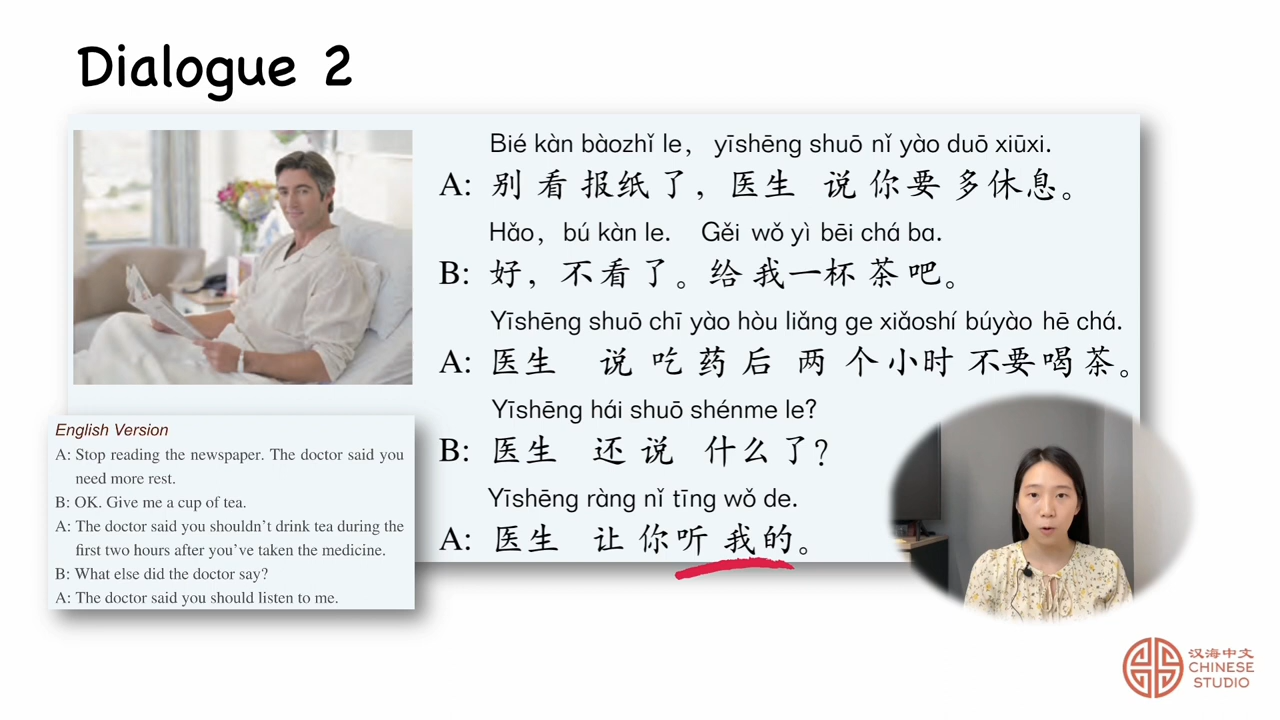 Dialogue 2
Bié kàn bàozhǐ le, yīshēng shuō nǐ yào duō xiūxi.
A: 别看报纸了，医生说你要多休息。
Hǎo, bú kàn le. Gěi wǒ yì bēi chá ba.
B: 好，不看了。给我一杯茶吧。
Yīshēng shuō chī yào hòu liǎng ge xiǎoshí búyào hē chá.
A: 医生说吃药后两个小时不要喝茶。
Yīshēng hái shuō shénme le?
B: 医生还说什么了？
Yīshēng ràng nǐ tīng wǒ de.
A: 医生让你听我的。
English Version
A: Stop reading the newspaper. The doctor said you
need more rest.
B: OK. Give me a cup of tea.
A: The doctor said you shouldn't drink tea during the
first two hours after you've taken the medicine.
B: What else did the doctor say?
A: The doctor said you should listen to me.
汉海中文
CHINESE
STUDIO